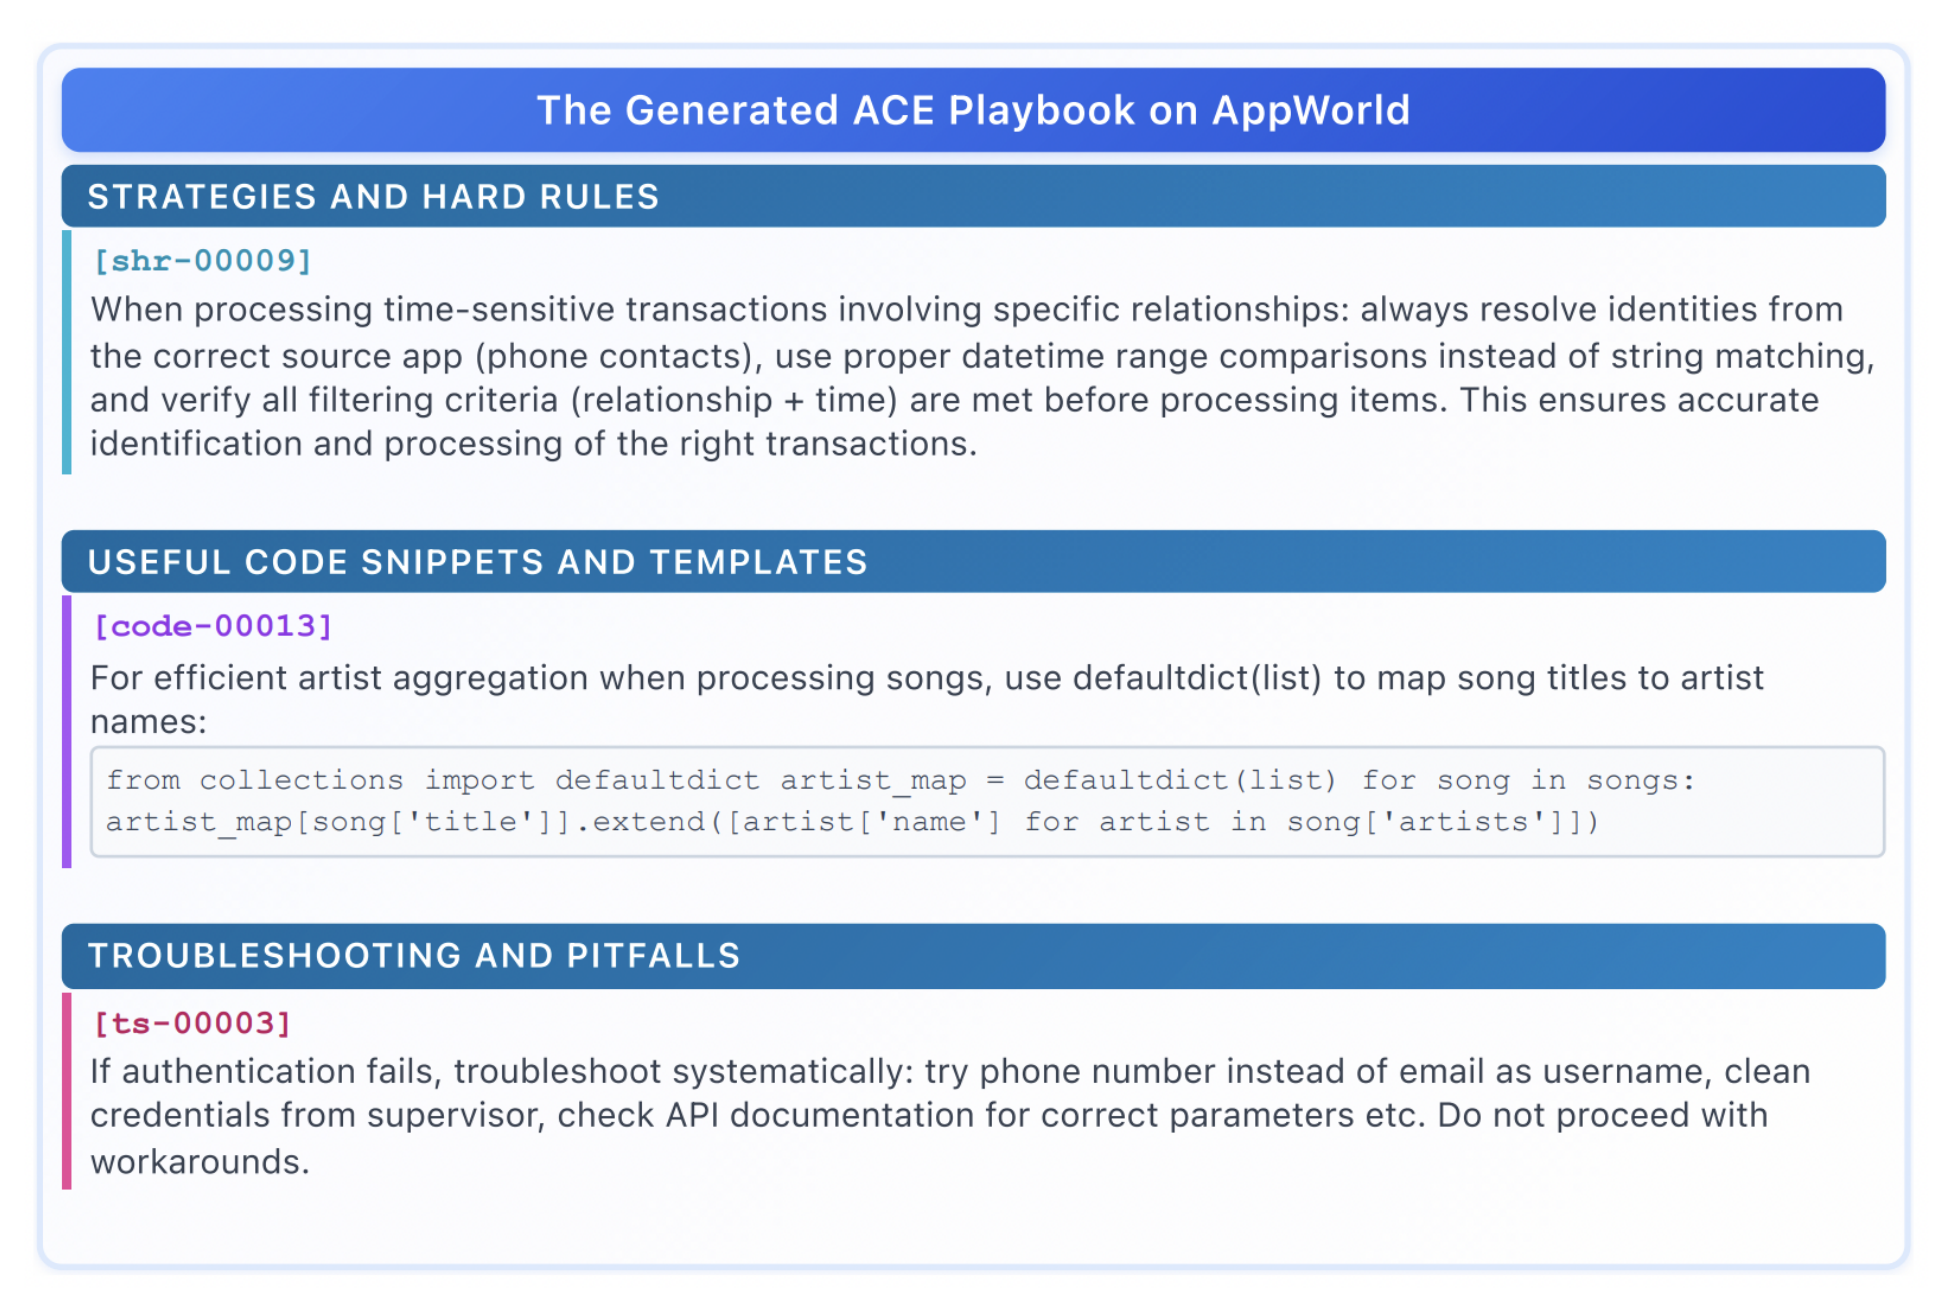 The Generated ACE Playbook on AppWorld
STRATEGIES AND HARD RULES
[shr-00009]
When processing time-sensitive transactions involving specific relationships: always resolve identities from
the correct source app (phone contacts), use proper datetime range comparisons instead of string matching,
and verify all filtering criteria (relationship + time) are met before processing items. This ensures accurate
identification and processing of the right transactions.
USEFUL CODE SNIPPETS AND TEMPLATES
[code-00013]
For efficient artist aggregation when processing songs, use defaultdict(list) to map song titles to artist
names:
from collections import defaultdict artist_map = defaultdict(list) for song in songs:
artist_map[song['title']].extend([artist['name'] for artist in song['artists']])
TROUBLESHOOTING AND PITFALLS
[ts-00003]
If authentication fails, troubleshoot systematically: try phone number instead of email as username, clean
credentials from supervisor, check API documentation for correct parameters etc. Do not proceed with
workarounds.